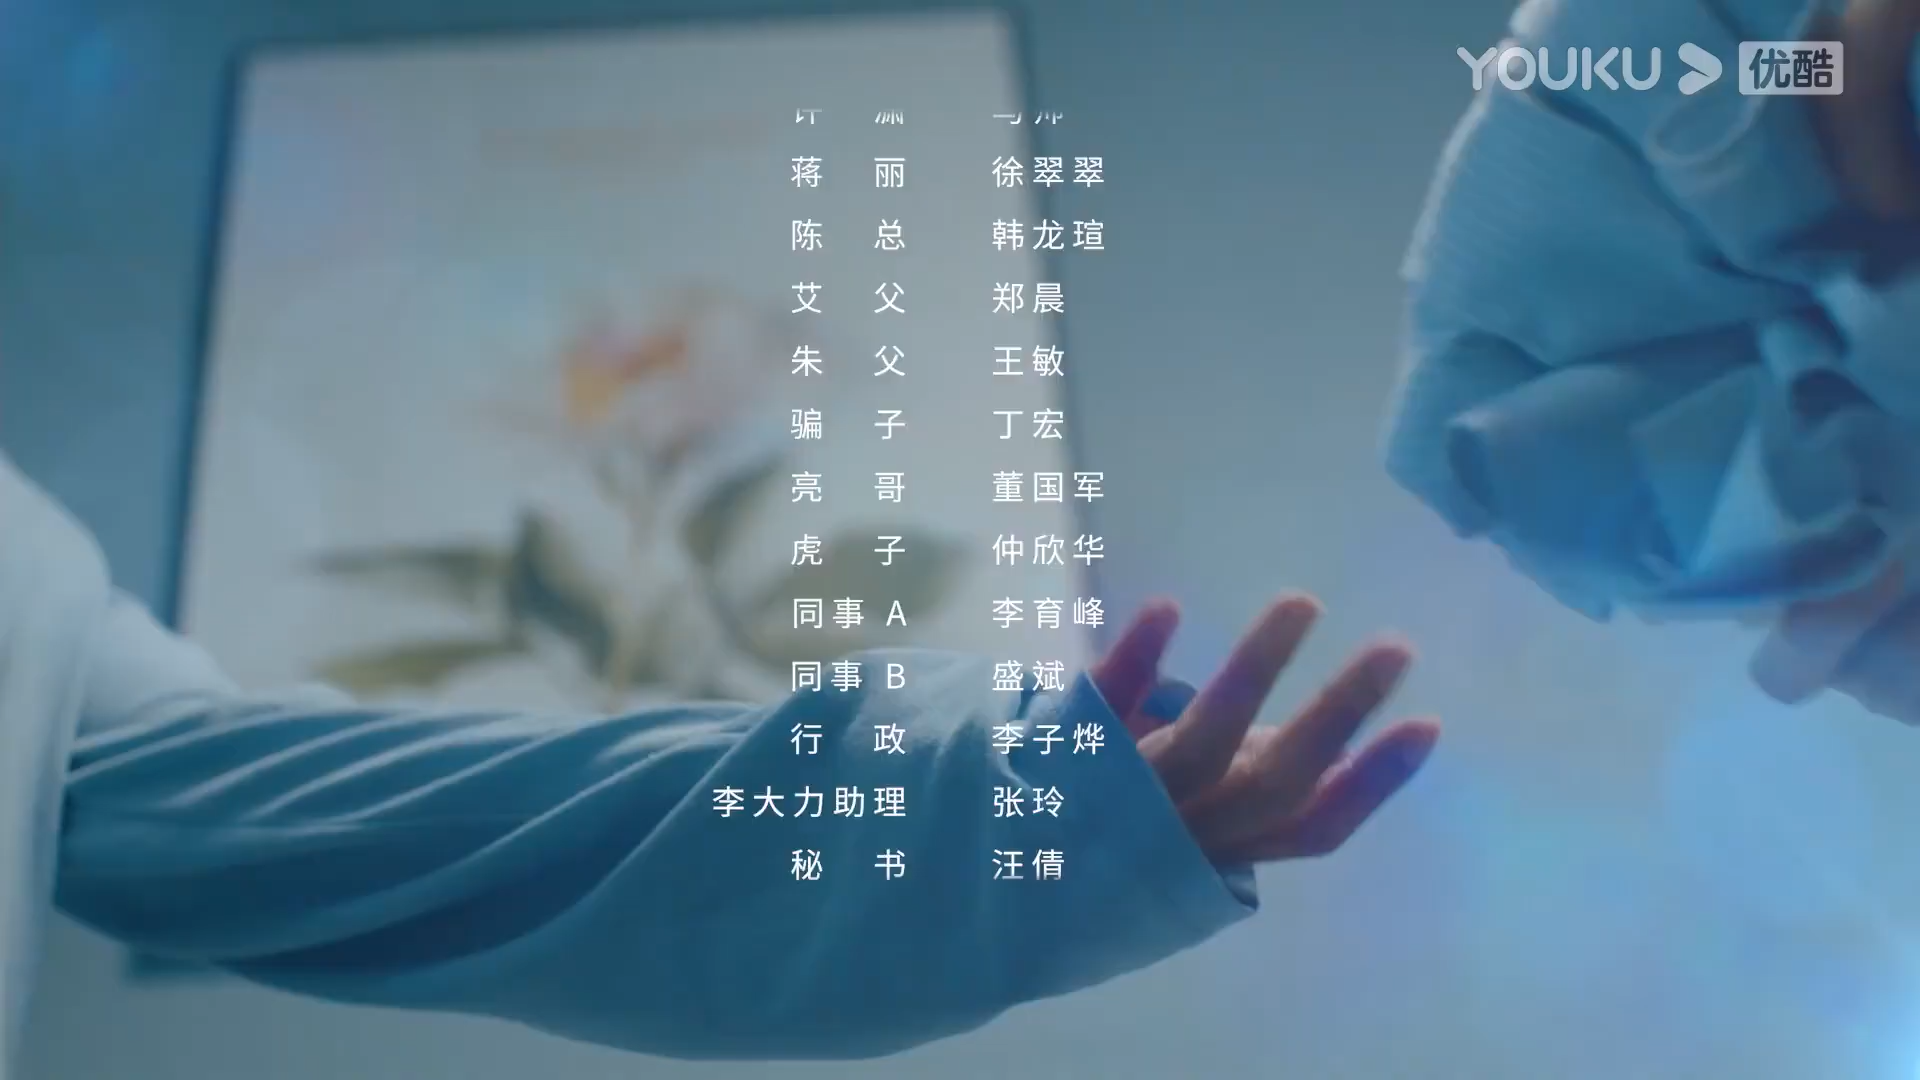 YOUKU 优酷
蒋丽 徐翠翠
陈总 韩龙瑄
艾父 郑晨
朱父 王敏
骗子 丁宏
亮哥 董国军
虎子 仲欣华
同事 A 李育峰
同事 B 盛斌
行政 李子烨
李大力助理 张玲
秘书 汪倩